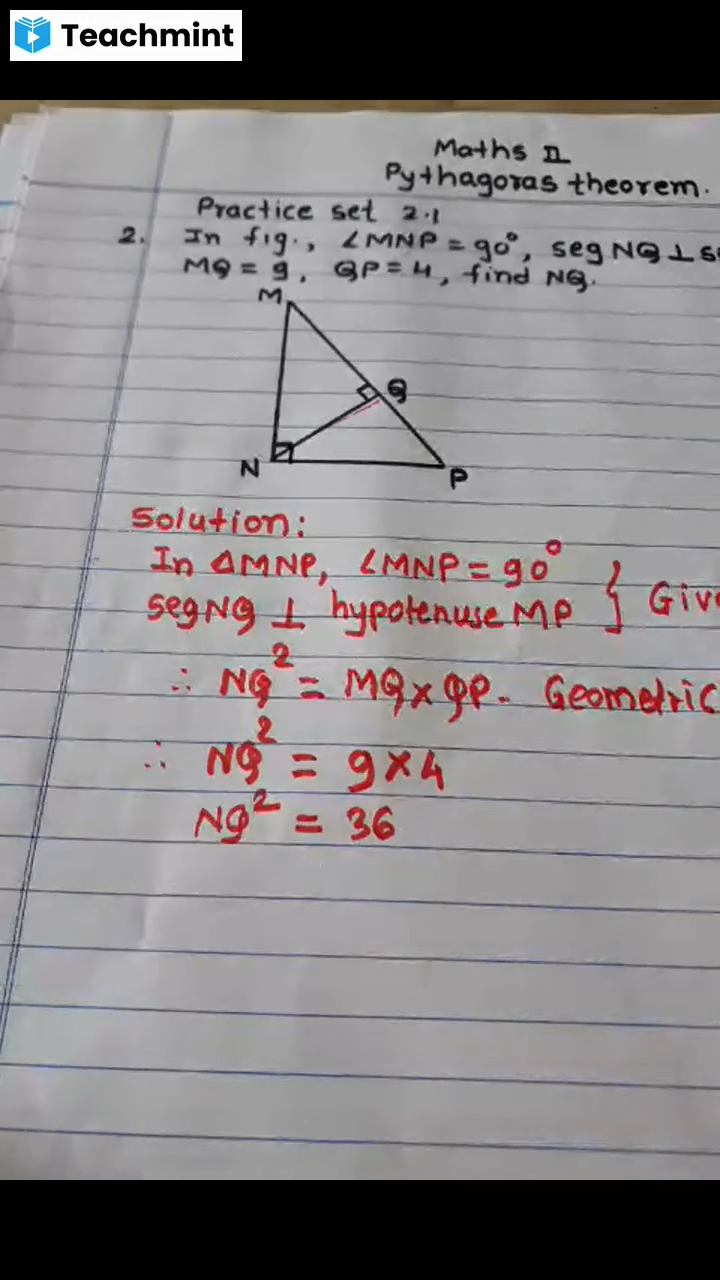 Teachmint
Maths II
Pythagoras theorem.
Practice set 2.1
2. In fig., ∠MNP = 90°, seg NQ ⊥
MQ = 9, QP = 4, find NQ.
M
Q
N
P
Solution:
In ΔMNP, ∠MNP = 90°
seg NQ ⊥ hypotenuse MP }
∴ NQ² = MQ × QP. Geometric
∴ NQ² = 9 × 4
NQ² = 36